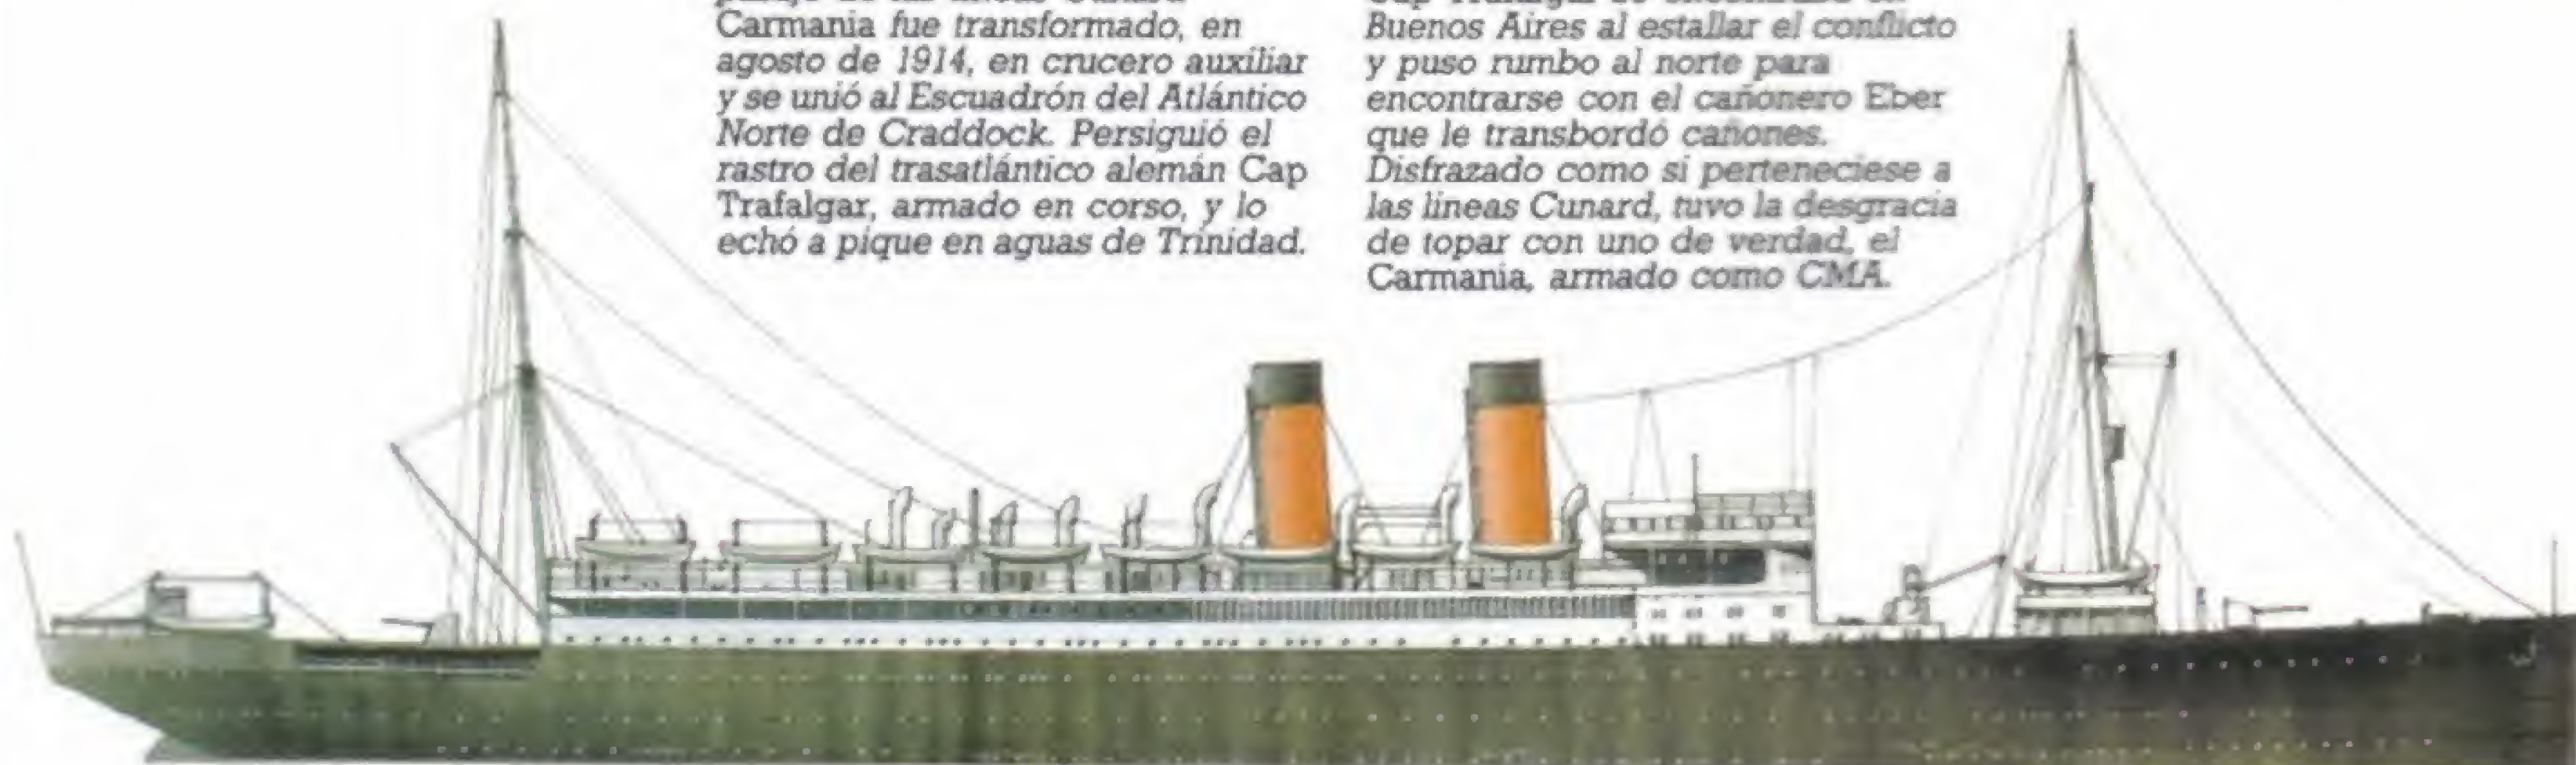 Carmania fue transformado, en
agosto de 1914, en crucero auxiliar
y se unió al Escuadrón del Atlántico
Norte de Craddock. Persiguió el
rastro del trasatlántico alemán Cap
Trafalgar, armado en corso, y lo
echó a pique en aguas de Trinidad.
Buenos Aires al estallar el conflicto
y puso rumbo al norte para
encontrarse con el cañonero Eber
que le transbordó cañones.
Disfrazado como si perteneciese a
las líneas Cunard, tuvo la desgracia
de topar con uno de verdad, el
Carmania, armado como CMA.